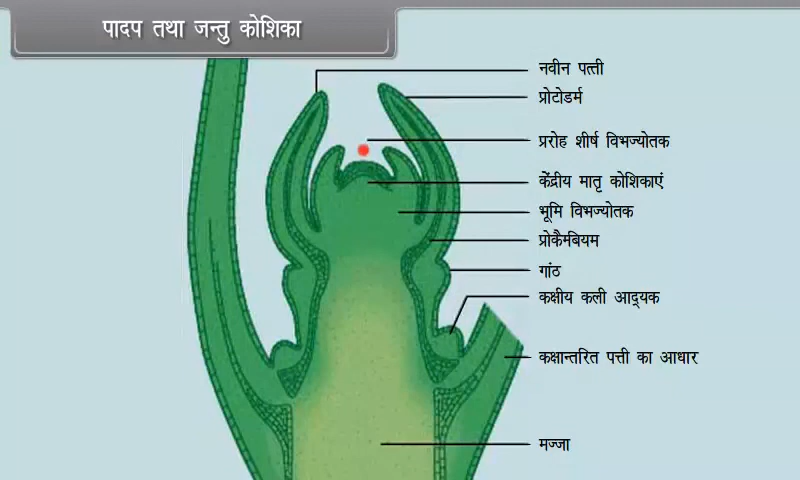 पादप तथा जन्तु कोशिका
नवीन पत्ती
प्रोटोडर्म
प्ररोह शीर्ष विभज्योतक
केंद्रीय मातृ कोशिकाएं
भूमि विभज्योतक
प्रोकैमबियम
गांठ
कक्षीय कली आद्यक
कक्षान्तरित पत्ती का आधार
मज्जा